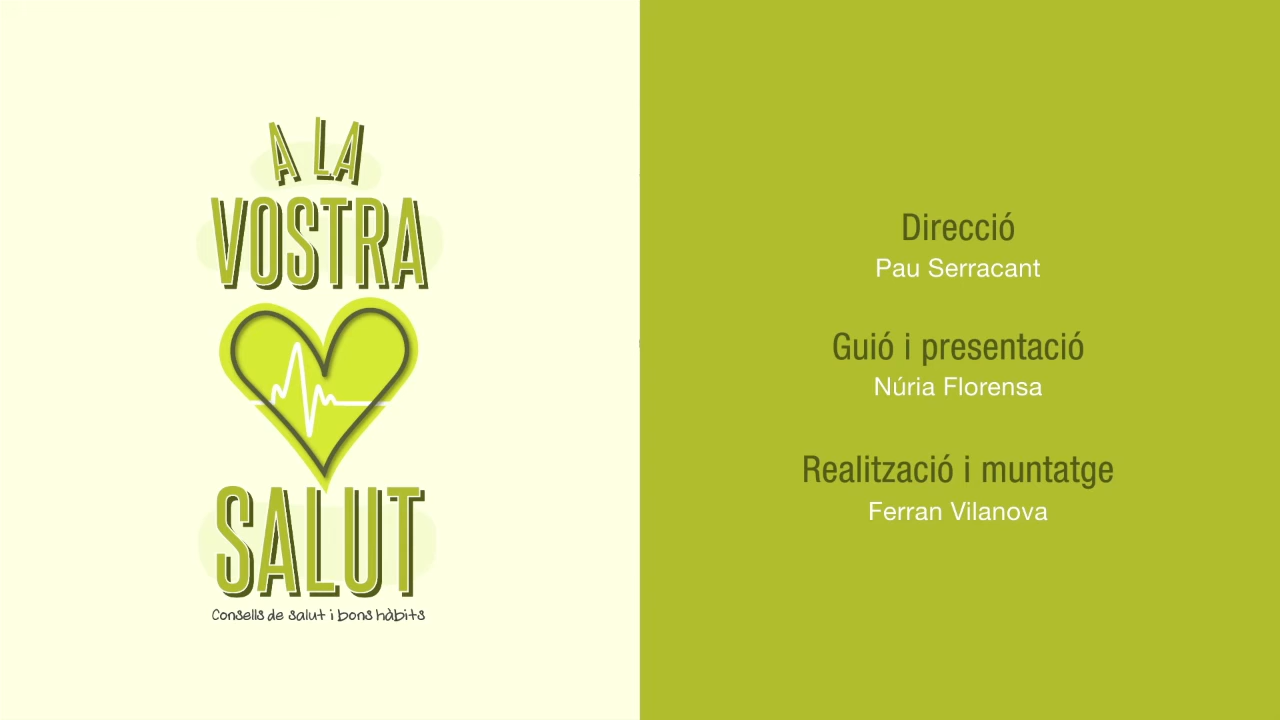 A LA
VOSTRA
SALUT
Consells de salut i bons hàbits
Direcció
Pau Serracant
Guió i presentació
Núria Florensa
Realització i muntatge
Ferran Vilanova